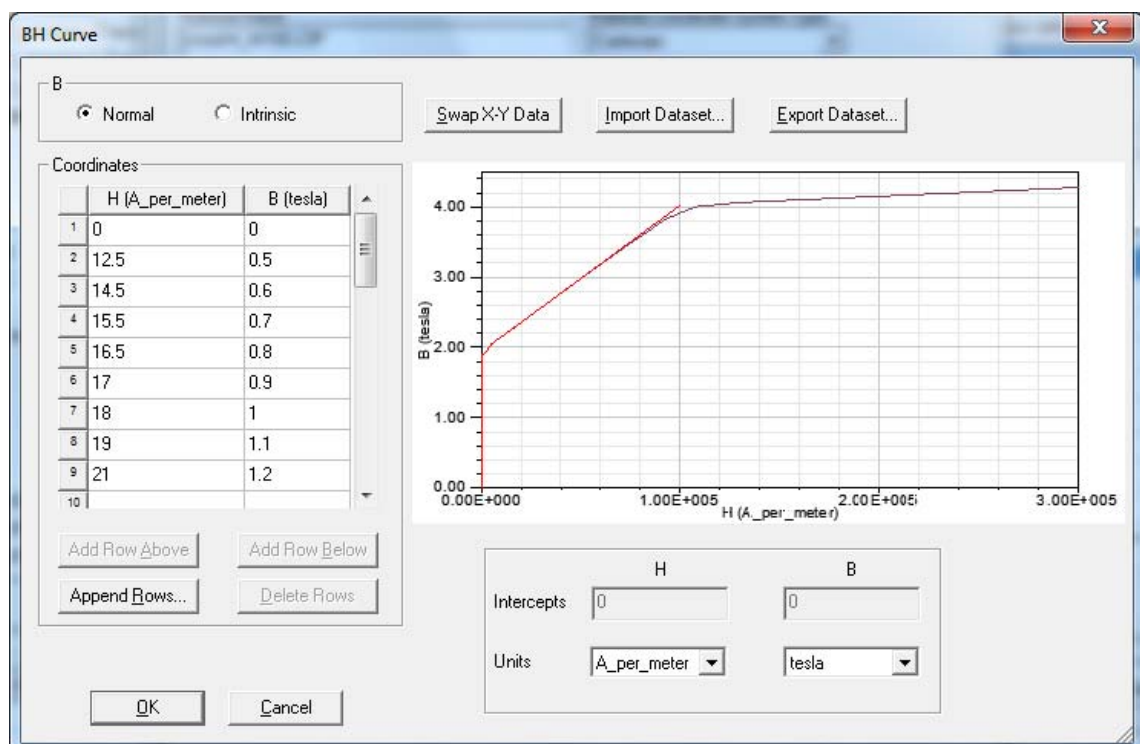 BH Curve
x
B
Normal
Intrinsic
Swap X-Y Data
Import Dataset...
Export Dataset...
Coordinates
H (A_per_meter) B (tesla)
1 0 0
2 12.5 0.5
3 14.5 0.6
4 15.5 0.7
5 16.5 0.8
6 17 0.9
7 18 1
8 19 1.1
9 21 1.2
10
Add Row Above
Add Row Below
Append Rows...
Delete Rows
B (tesla)
4.00
3.00
2.00
1.00
0.00
0.00E+000 1.00E+005 2.00E+005 3.00E+005
H (A_per_meter)
H B
Intercepts 0 0
Units A_per_meter tesla
OK
Cancel